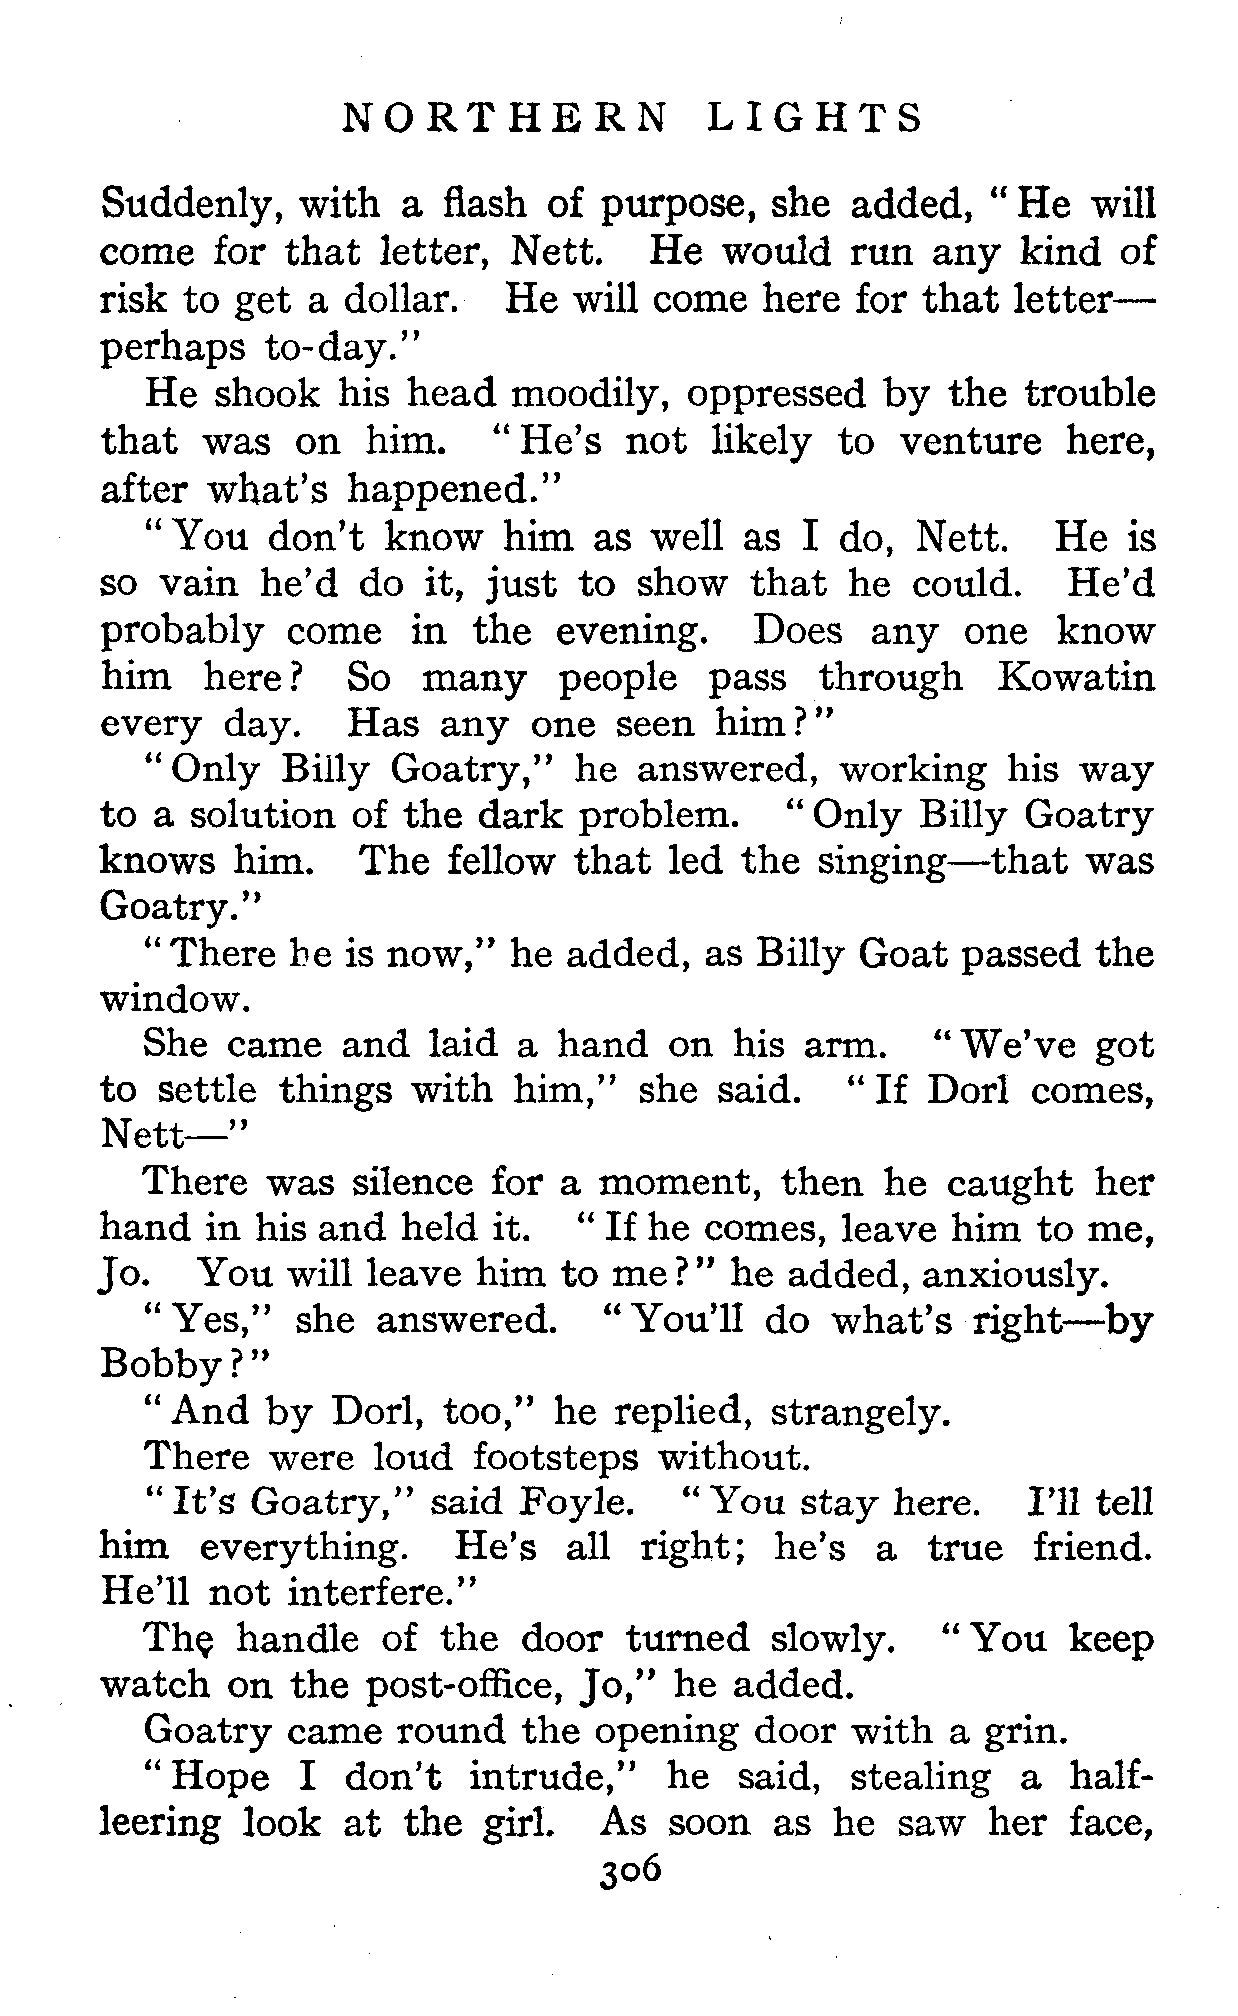 NORTHERN LIGHTS
Suddenly, with a flash of purpose, she added, "He will
come for that letter, Nett. He would run any kind of
risk to get a dollar. He will come here for that letter—
perhaps to-day."
He shook his head moodily, oppressed by the trouble
that was on him. "He's not likely to venture here,
after what's happened."
"You don't know him as well as I do, Nett. He is
so vain he'd do it, just to show that he could. He'd
probably come in the evening. Does any one know
him here? So many people pass through Kowatin
every day. Has any one seen him?"
"Only Billy Goatry," he answered, working his way
to a solution of the dark problem. "Only Billy Goatry
knows him. The fellow that led the singing—that was
Goatry."
"There he is now," he added, as Billy Goat passed the
window.
She came and laid a hand on his arm. "We've got
to settle things with him," she said. "If Dorl comes,
Nett—"
There was silence for a moment, then he caught her
hand in his and held it. "If he comes, leave him to me,
Jo. You will leave him to me?" he added, anxiously.
"Yes," she answered. "You'll do what's right—by
Bobby?"
"And by Dorl, too," he replied, strangely.
There were loud footsteps without.
"It's Goatry," said Foyle. "You stay here. I'll tell
him everything. He's all right; he's a true friend.
He'll not interfere."
The handle of the door turned slowly. "You keep
watch on the post-office, Jo," he added.
Goatry came round the opening door with a grin.
"Hope I don't intrude," he said, stealing a half-
leering look at the girl. As soon as he saw her face,
306